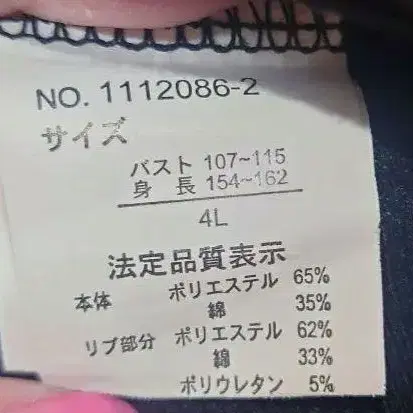 NO. 1112086-2
サイズ
バスト 107~115
身長 154~162
4L
法定品質表示
本体 ポリエステル 65%
綿 35%
リブ部分 ポリエステル 62%
綿 33%
ポリウレタン 5%